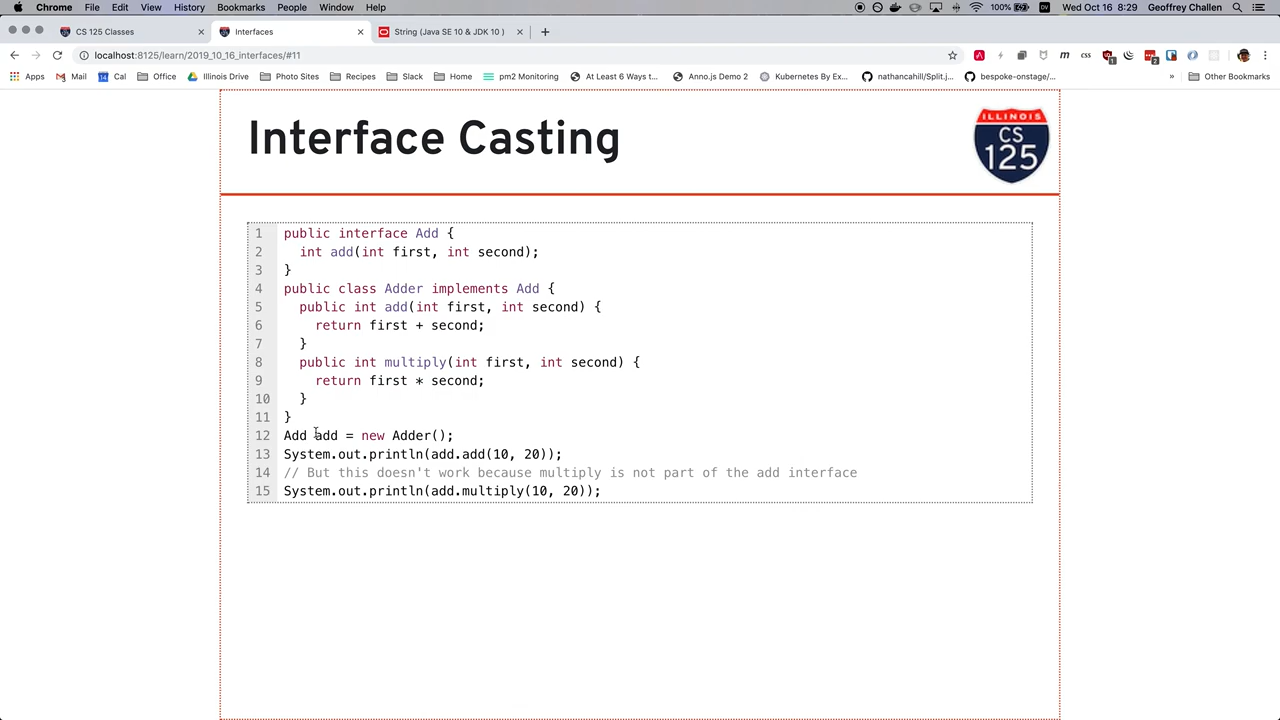 Chrome File Edit View History Bookmarks People Window Help 100% DV Wed Oct 16 8:29 Geoffrey Challen
CS 125 Classes × Interfaces × String (Java SE 10 & JDK 10 ) × +
localhost:8125/learn/2019_10_16_interfaces/#11
Apps Mail Cal Office Illinois Drive Photo Sites Recipes Slack Home pm2 Monitoring At Least 6 Ways t... Anno.js Demo 2 Kubernetes By Ex... nathancahill/Split.j... bespoke-onstage/... » Other Bookmarks
Interface Casting
ILLINOIS
CS
125
1 public interface Add {
2 int add(int first, int second);
3 }
4 public class Adder implements Add {
5 public int add(int first, int second) {
6 return first + second;
7 }
8 public int multiply(int first, int second) {
9 return first * second;
10 }
11 }
12 Add add = new Adder();
13 System.out.println(add.add(10, 20));
14 // But this doesn't work because multiply is not part of the add interface
15 System.out.println(add.multiply(10, 20));